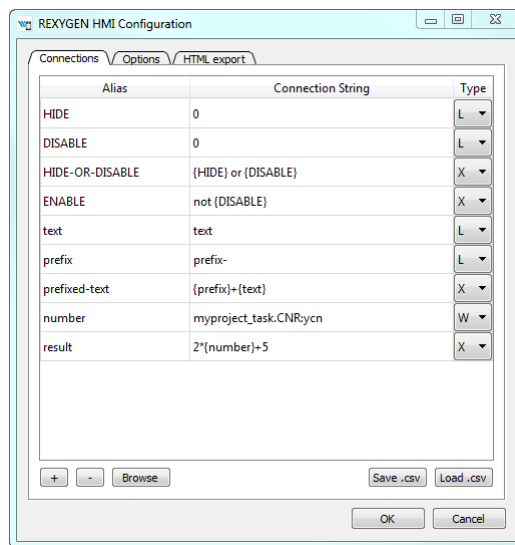 REXYGEN HMI Configuration
Connections Options HTML export
Alias Connection String Type
HIDE 0 L
DISABLE 0 L
HIDE-OR-DISABLE {HIDE} or {DISABLE} X
ENABLE not {DISABLE} X
text text L
prefix prefix- L
prefixed-text {prefix}+{text} X
number myproject_task.CNR:ycn W
result 2*{number}+5 X
+ - Browse Save .csv Load .csv
OK Cancel